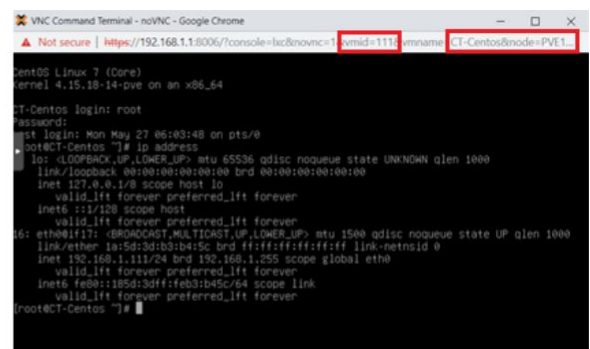 VNC Command Terminal - noVNC - Google Chrome
Not secure | https://192.168.1.1:8006/?console=lxc&novnc=1&vmid=111&vmname=CT-Centos&node=PVE1...
CentOS Linux 7 (Core)
Kernel 4.15.18-14-pve on an x86_64
CT-Centos login: root
Password:
ast login: Mon May 27 06:03:48 on pts/0
oot@CT-Centos ~]# ip address
lo: <LOOPBACK,UP,LOWER_UP> mtu 65536 qdisc noqueue state UNKNOWN qlen 1000
link/loopback 00:00:00:00:00:00 brd 00:00:00:00:00:00
inet 127.0.0.1/8 scope host lo
valid_lft forever preferred_lft forever
inet6 ::1/128 scope host
valid_lft forever preferred_lft forever
16: eth0@if17: <BROADCAST,MULTICAST,UP,LOWER_UP> mtu 1500 qdisc noqueue state UP qlen 1000
link/ether 1a:5d:3d:b3:b4:5c brd ff:ff:ff:ff:ff:ff link-netnsid 0
inet 192.168.1.111/24 brd 192.168.1.255 scope global eth0
valid_lft forever preferred_lft forever
inet6 fe80::185d:3dff:feb3:b45c/64 scope link
valid_lft forever preferred_lft forever
[root@CT-Centos ~]#